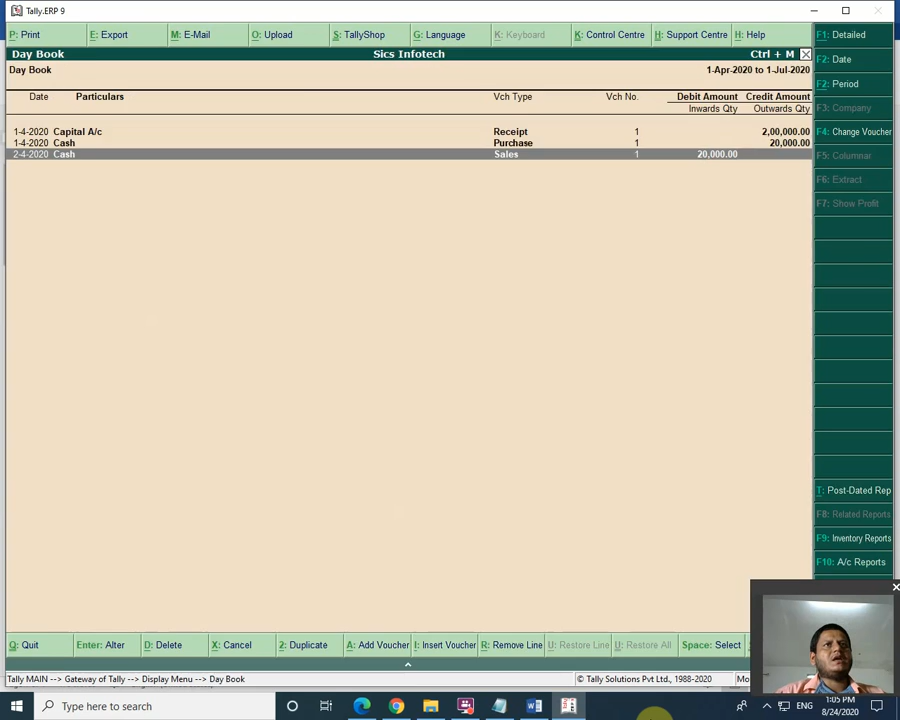 Tally.ERP 9
P: Print E: Export M: E-Mail O: Upload S: TallyShop G: Language K: Keyboard K: Control Centre H: Support Centre H: Help
Day Book Sics Infotech Ctrl + M
Day Book 1-Apr-2020 to 1-Jul-2020
Date Particulars Vch Type Vch No. Debit Amount Credit Amount
Inwards Qty Outwards Qty
1-4-2020 Capital A/c Receipt 1 2,00,000.00
1-4-2020 Cash Purchase 1 20,000.00
2-4-2020 Cash Sales 1 20,000.00
F1: Detailed
F2: Date
F2: Period
F3: Company
F4: Change Voucher
F5: Columnar
F6: Extract
F7: Show Profit
T: Post-Dated Rep
F8: Related Reports
F9: Inventory Reports
F10: A/c Reports
Q: Quit Enter: Alter D: Delete X: Cancel 2: Duplicate A: Add Voucher I: Insert Voucher R: Remove Line U: Restore Line U: Restore All Space: Select
Tally MAIN --> Gateway of Tally --> Display Menu --> Day Book © Tally Solutions Pvt Ltd., 1988-2020 Mo
Type here to search
ENG
1:05 PM
8/24/2020